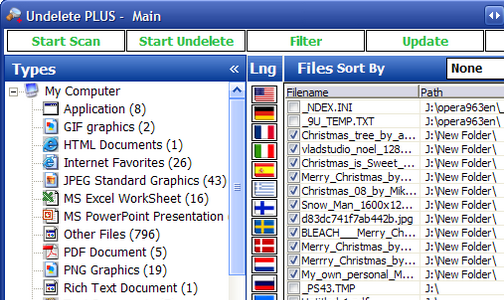 Undelete PLUS - Main
Start Scan Start Undelete Filter Update
Types « Lng Files Sort By None
My Computer
Application (8)
GIF graphics (2)
HTML Documents (1)
Internet Favorites (26)
JPEG Standard Graphics (43)
MS Excel WorkSheet (16)
MS PowerPoint Presentation
Other Files (796)
PDF Document (5)
PNG Graphics (19)
Rich Text Document (1)
Filename Path
_NDEX.INI J:\opera963en\
_9U_TEMP.TXT J:\opera963en\
Christmas_tree_by_a... J:\New Folder\
vladstudio_noel_128... J:\New Folder\
Christmas_is_Sweet_... J:\New Folder\
Merry_Christmas_by... J:\New Folder\
Christmas_08_by_Mik... J:\New Folder\
Snow_Man_1600x12... J:\New Folder\
d83dc741f7ab442b.jpg J:\New Folder\
BLEACH___Merry_Ch... J:\New Folder\
Merry_Christmas_by... J:\New Folder\
Merrry_Christmas_by... J:\New Folder\
My_own_personal_M... J:\New Folder\
_PS43.TMP J:\